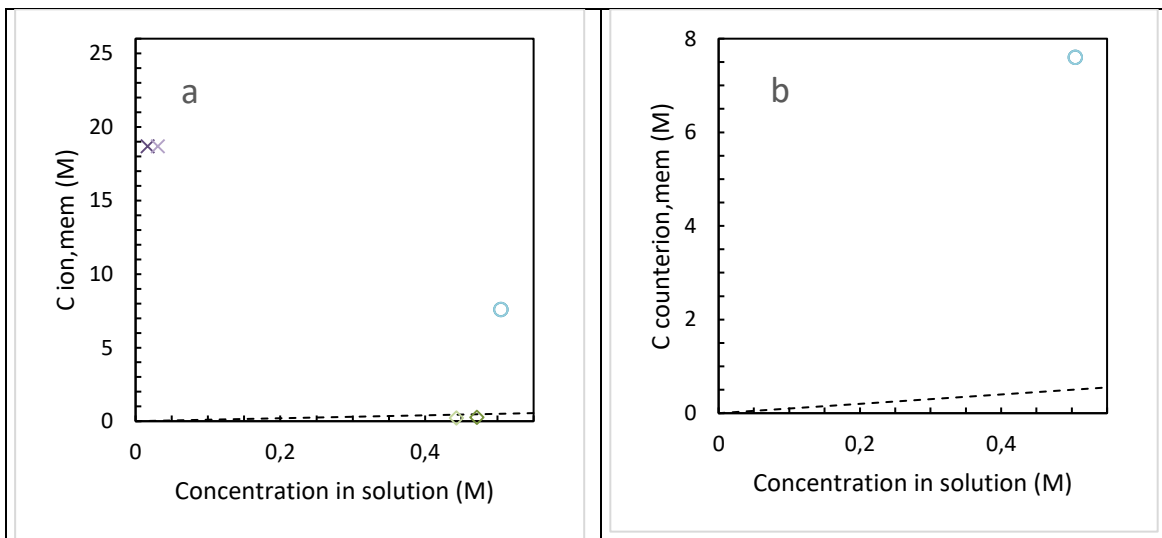 a
C ion,mem (M)
25
20
15
10
5
0
0
0,2
0,4
Concentration in solution (M)
b
C counterion,mem (M)
8
6
4
2
0
0
0,2
0,4
Concentration in solution (M)